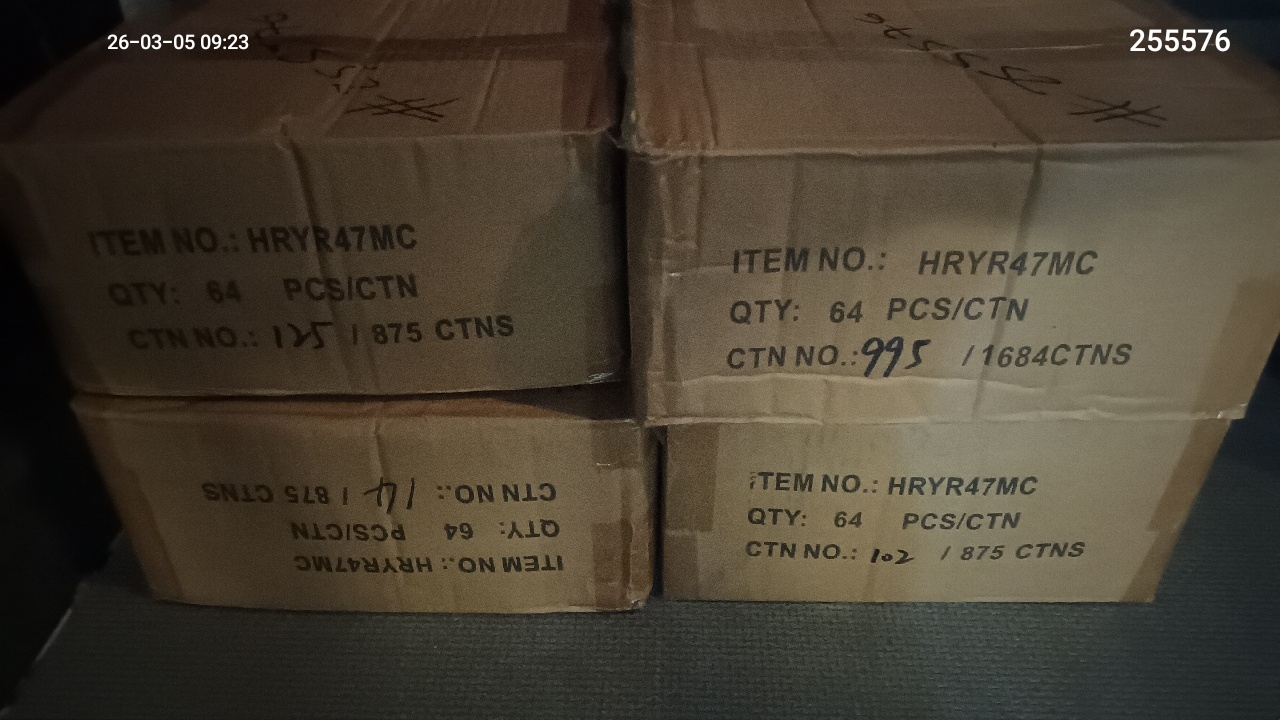 26-03-05 09:23
255576
# 25576
# 255576
ITEM NO.: HRYR47MC
QTY: 64 PCS/CTN
CTN NO.: 125 / 875 CTNS
ITEM NO.: HRYR47MC
QTY: 64 PCS/CTN
CTN NO.: 995 / 1684CTNS
ITEM NO.: HRYR47MC
QTY: 64 PCS/CTN
CTN NO.: / 875 CTNS
ITEM NO.: HRYR47MC
QTY: 64 PCS/CTN
CTN NO.: 102 / 875 CTNS